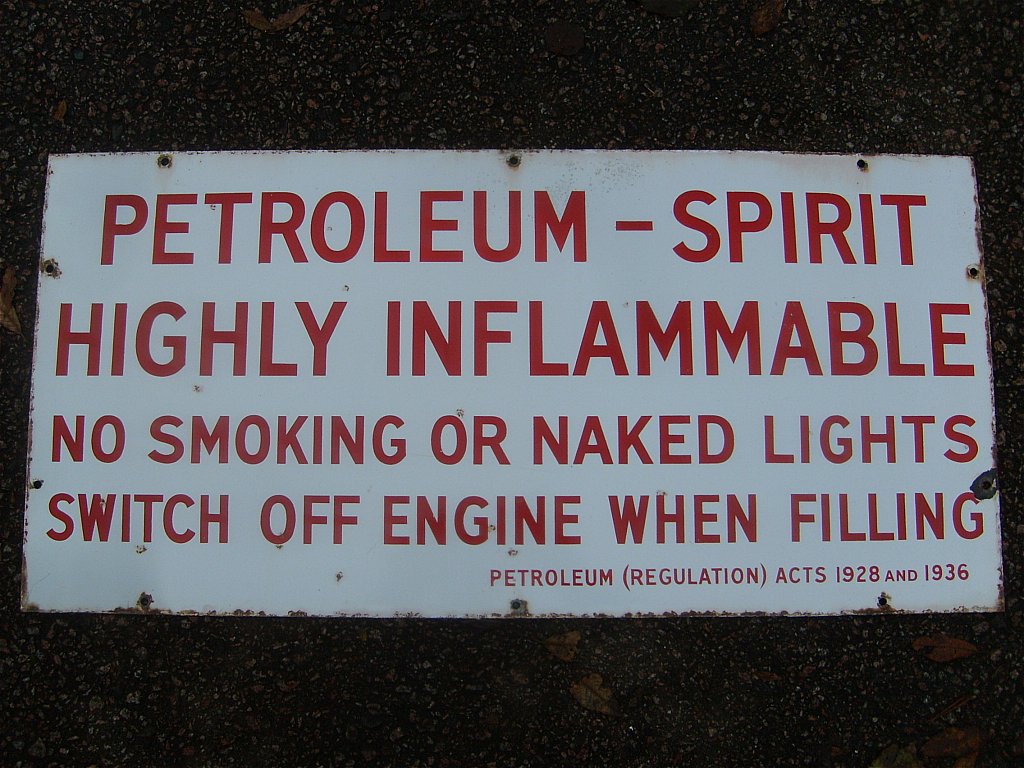 PETROLEUM – SPIRIT
HIGHLY INFLAMMABLE
NO SMOKING OR NAKED LIGHTS
SWITCH OFF ENGINE WHEN FILLING
PETROLEUM (REGULATION) ACTS 1928 AND 1936